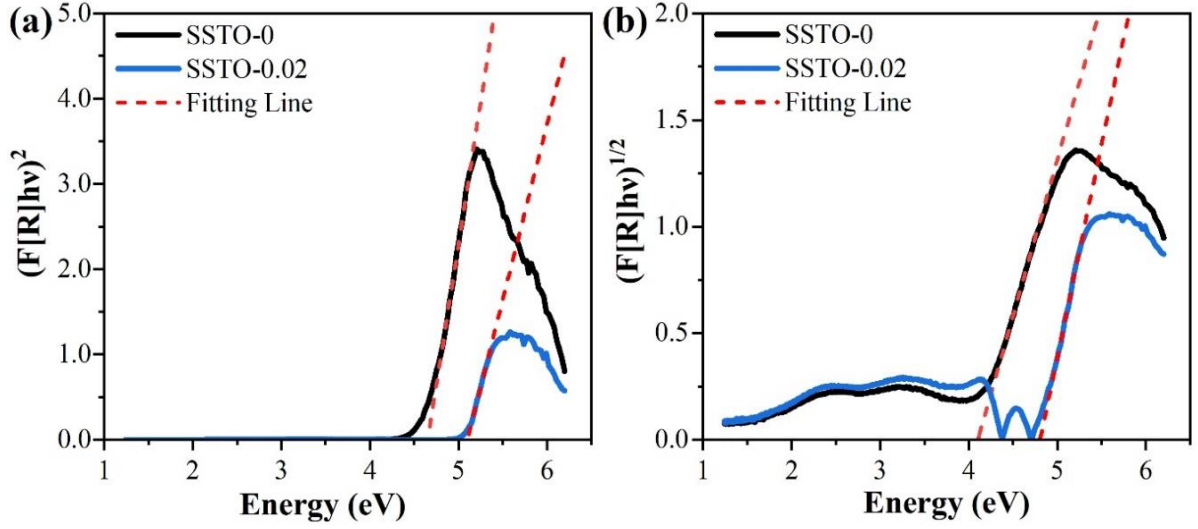 (a)
SSTO-0
SSTO-0.02
Fitting Line
(F[R]hν)²
5.0
4.0
3.0
2.0
1.0
0.0
1 2 3 4 5 6
Energy (eV)
(b)
SSTO-0
SSTO-0.02
Fitting Line
(F[R]hν)^1/2
2.0
1.5
1.0
0.5
0.0
1 2 3 4 5 6
Energy (eV)